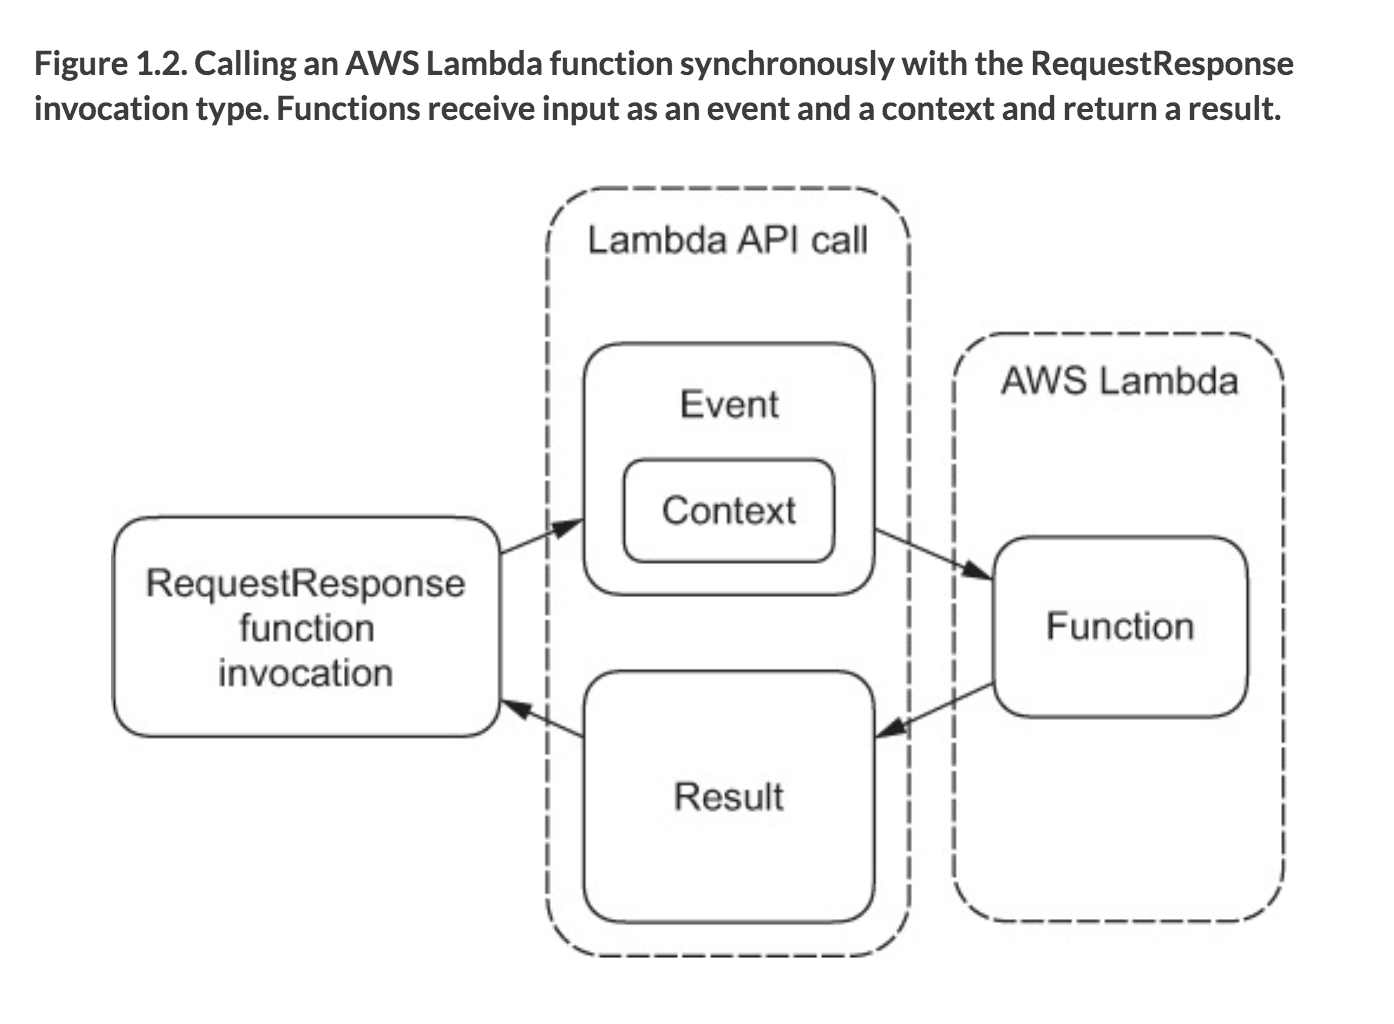 Figure 1.2. Calling an AWS Lambda function synchronously with the RequestResponse
invocation type. Functions receive input as an event and a context and return a result.
Lambda API call
AWS Lambda
Event
Context
RequestResponse
function
invocation
Function
Result